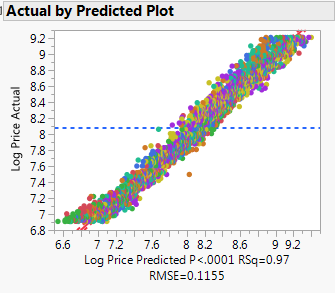 Actual by Predicted Plot
Log Price Actual
9.2
9
8.8
8.6
8.4
8.2
8
7.8
7.6
7.4
7.2
7
6.8
6.6 7 7.2 7.6 8 8.2 8.6 9 9.2
Log Price Predicted P<.0001 RSq=0.97
RMSE=0.1155